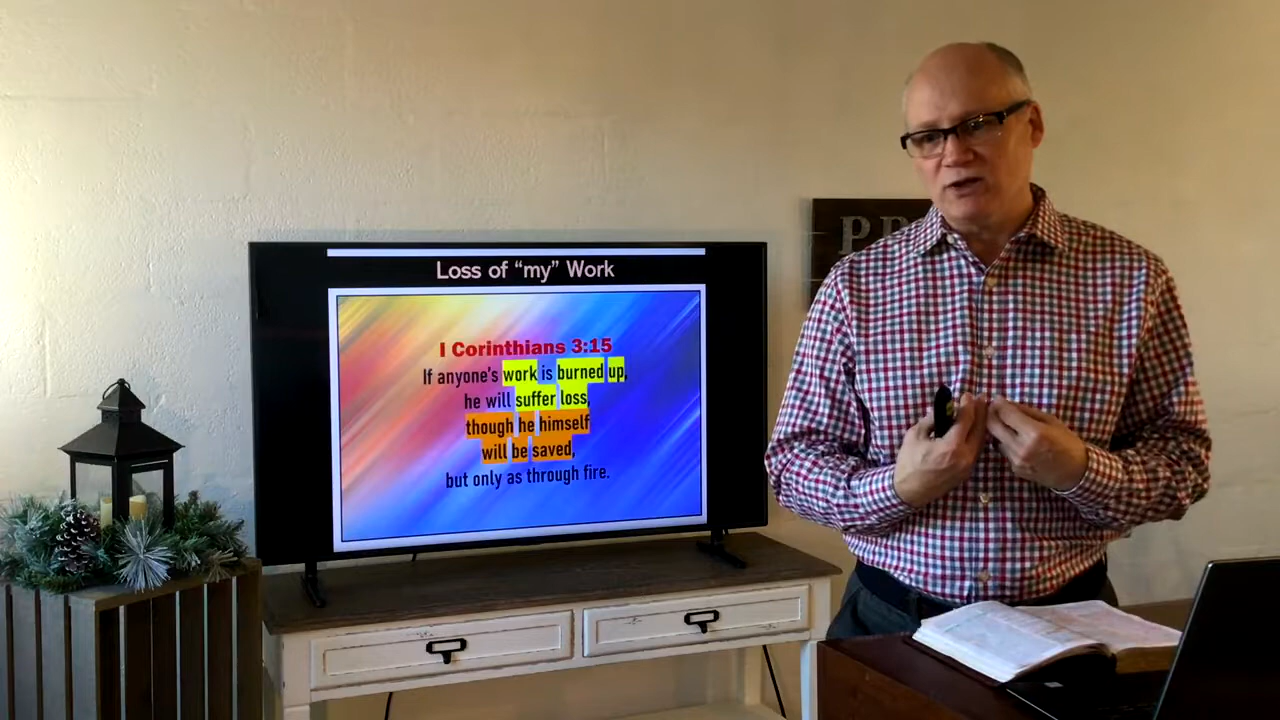 Loss of “my” Work
I Corinthians 3:15
If anyone's work is burned up,
he will suffer loss,
though he himself
will be saved,
but only as through fire.